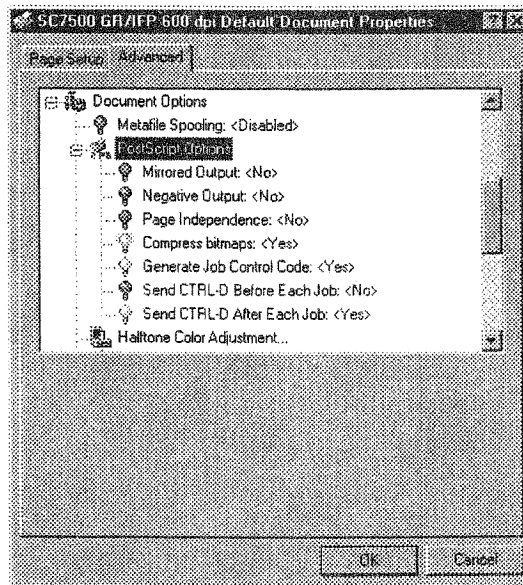 SC7500 GR/IFP 600 dpi Default Document Properties
Page Setup Advanced
Document Options
Metafile Spooling: <Disabled>
PostScript Options
Mirrored Output: <No>
Negative Output: <No>
Page Independence: <No>
Compress bitmaps: <Yes>
Generate Job Control Code: <Yes>
Send CTRL-D Before Each Job: <No>
Send CTRL-D After Each Job: <Yes>
Halftone Color Adjustment...
OK Cancel